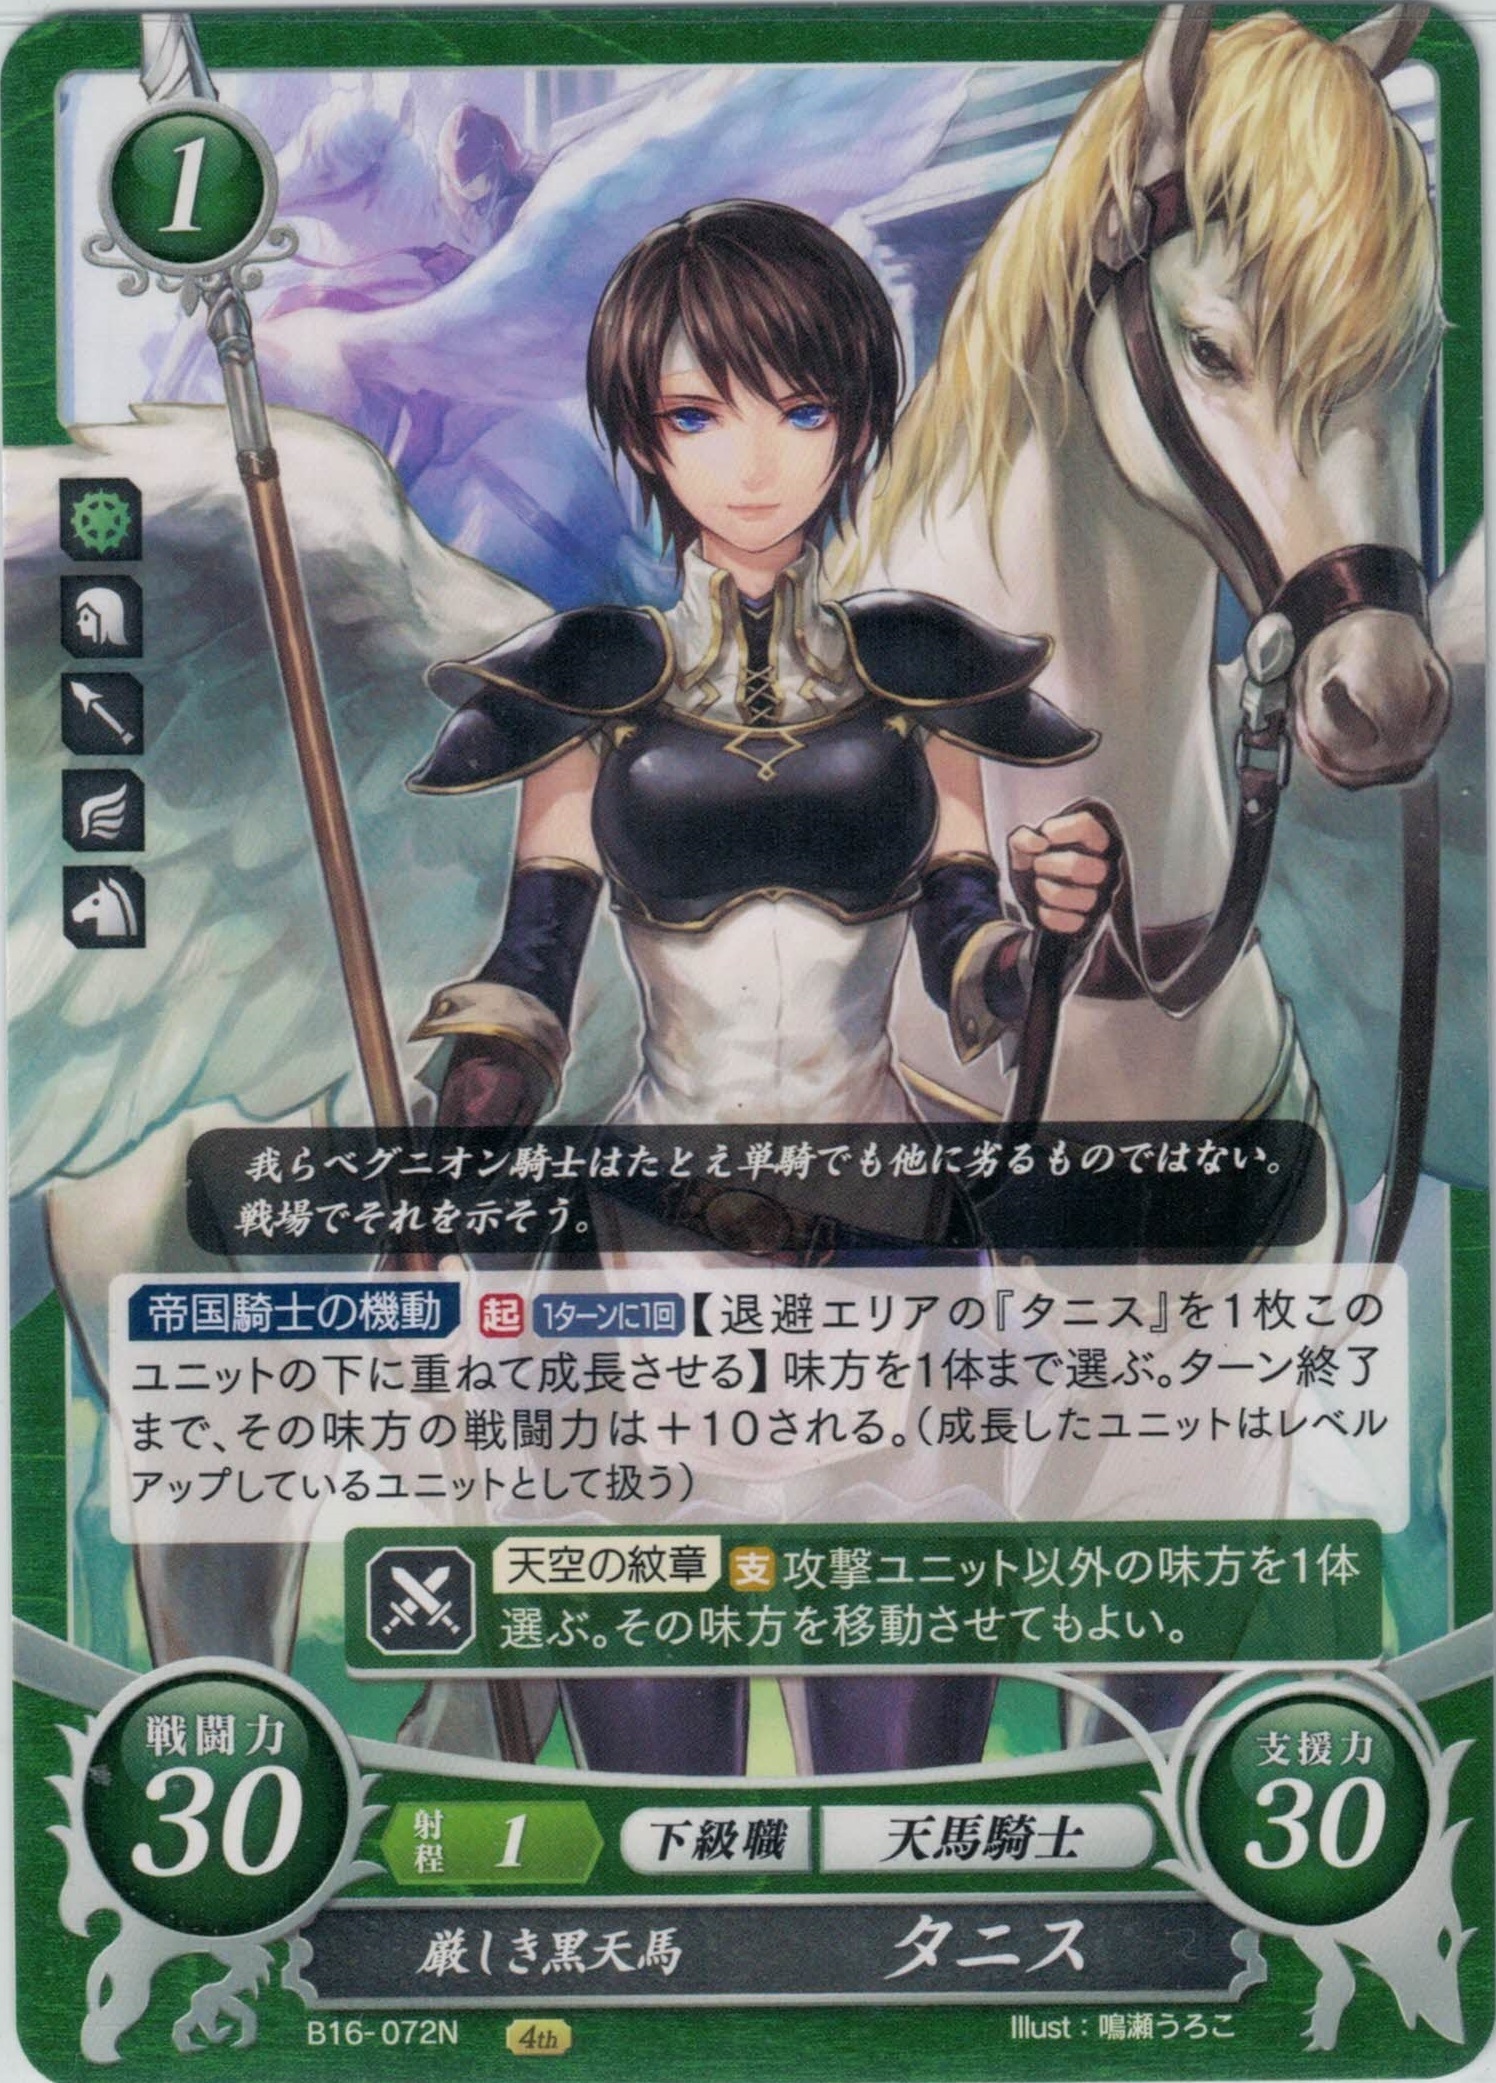 1
我らベグニオン騎士はたとえ単騎でも他に劣るものではない。
戦場でそれを示そう。
帝国騎士の機動 起 1ターンに1回【退避エリアの『タニス』を1枚この
ユニットの下に重ねて成長させる】味方を1体まで選ぶ。ターン終了
まで、その味方の戦闘力は＋10される。（成長したユニットはレベル
アップしているユニットとして扱う）
天空の紋章 支 攻撃ユニット以外の味方を1体
選ぶ。その味方を移動させてもよい。
戦闘力
30
射程 1
下級職 天馬騎士
支援力
30
厳しき黒天馬 タニス
B16-072N 4th
Illust：鳴瀬うろこ